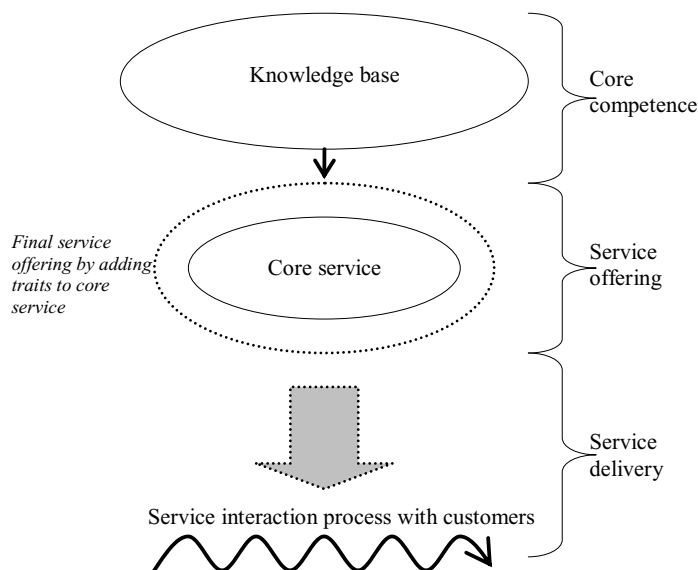 Knowledge base
Core
competence
Final service
offering by adding
traits to core
service
Core service
Service
offering
Service
delivery
Service interaction process with customers